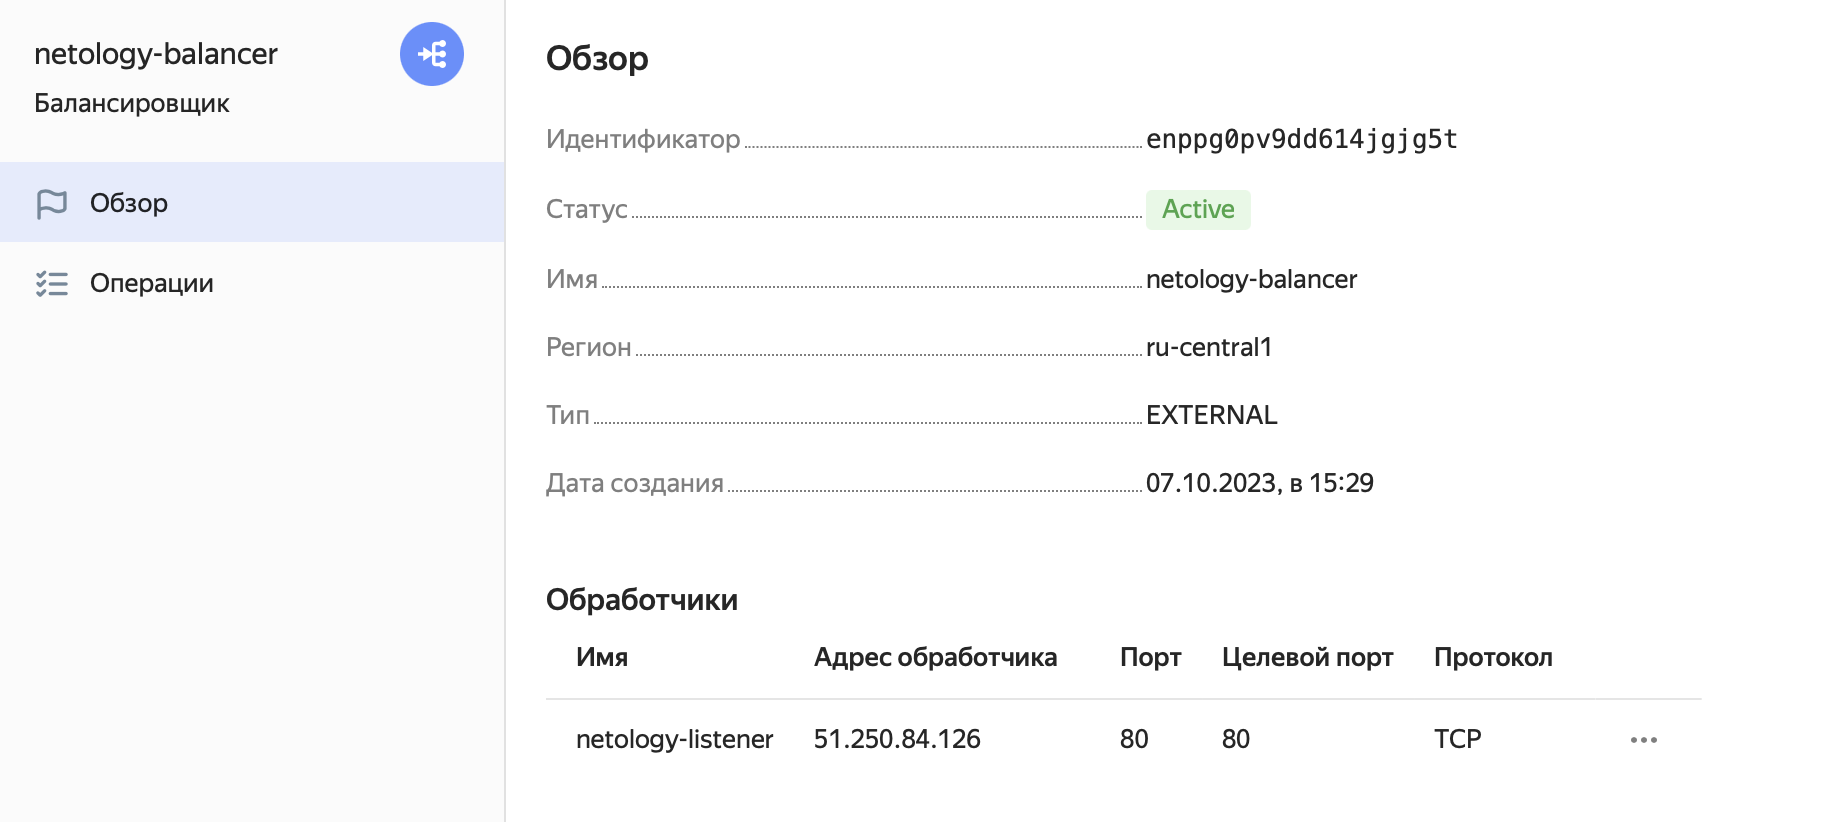 netology-balancer
Балансировщик
Обзор
Операции
Обзор
Идентификатор enppg0pv9dd614jgjg5t
Статус Active
Имя netology-balancer
Регион ru-central1
Тип EXTERNAL
Дата создания 07.10.2023, в 15:29
Обработчики
Имя Адрес обработчика Порт Целевой порт Протокол
netology-listener 51.250.84.126 80 80 TCP